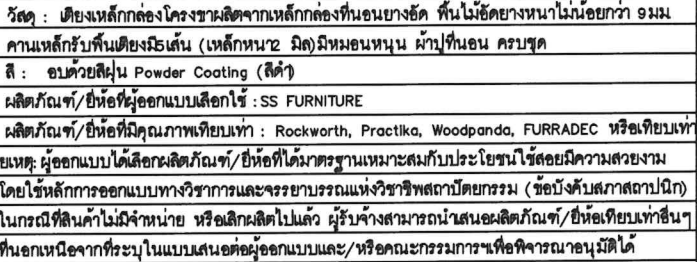 วัสดุ : เตียงเหล็กกล่องโครงขาผลิตจากเหล็กกล่องที่นอนยางอัด พื้นไม้อัดยางหนาไม่น้อยกว่า 9มม
คานเหล็กรับพื้นเตียงมี5เส้น (เหล็กหนา2 มิล)มีหมอนหนุน ผ้าปูที่นอน ครบชุด
สี : อบด้วยสีฝุ่น Powder Coating (สีดำ)
ผลิตภัณฑ์/ยี่ห้อที่ผู้ออกแบบเลือกใช้ :SS FURNITURE
ผลิตภัณฑ์/ยี่ห้อที่มีคุณภาพเทียบเท่า : Rockworth, Practika, Woodpanda, FURRADEC หรือเทียบเท่า
ยเหตุ: ผู้ออกแบบได้เลือกผลิตภัณฑ์/ยี่ห้อที่ได้มาตรฐานเหมาะสมกับประโยชน์ใช้สอยมีความสวยงาม
โดยใช้หลักการออกแบบทางวิชาการและจรรยาบรรณแห่งวิชาชีพสถาปัตยกรรม (ข้อบังคับสภาสถาปนิก)
ในกรณีที่สินค้าไม่มีจำหน่าย หรือเลิกผลิตไปแล้ว ผู้รับจ้างสามารถนำเสนอผลิตภัณฑ์/ยี่ห้อเทียบเท่าอื่นๆ
ที่นอกเหนือจากที่ระบุในแบบเสนอต่อผู้ออกแบบและ/หรือคณะกรรมการฯเพื่อพิจารณาอนุมัติได้